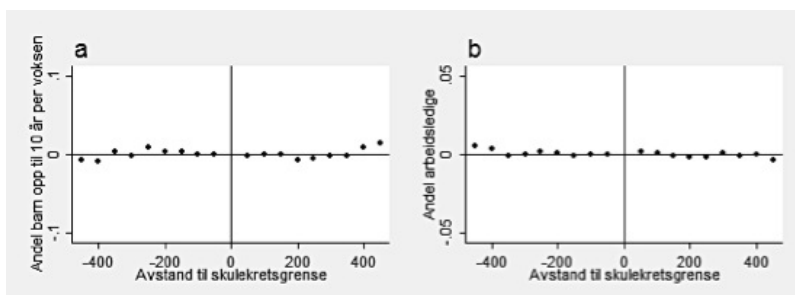 a
Andel barn opp til 10 år per voksen
.1
0
-.1
-400
-200
0
200
400
Avstand til skulekretsgrense
b
Andel arbeidsledige
.05
0
-.05
-400
-200
0
200
400
Avstand til skulekretsgrense